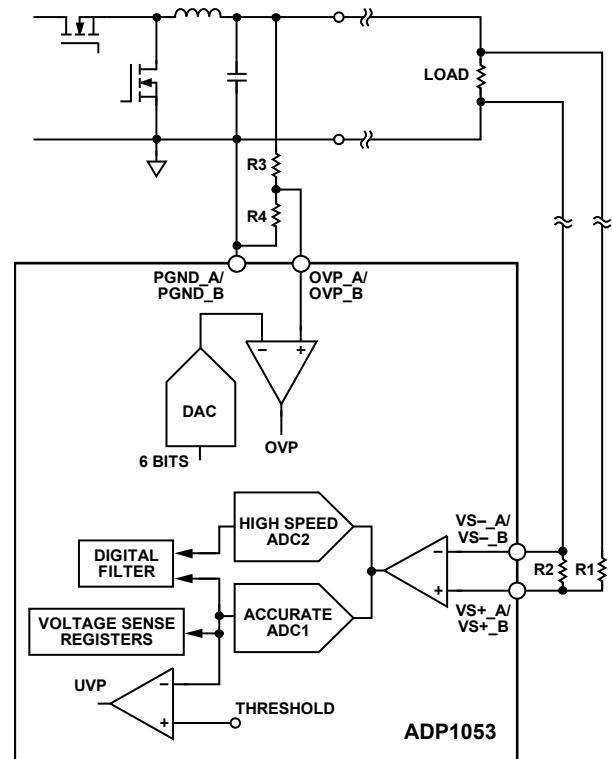 LOAD
R3
R4
PGND_A/
PGND_B
OVP_A/
OVP_B
−
+
DAC
6 BITS
OVP
HIGH SPEED
ADC2
DIGITAL
FILTER
ACCURATE
ADC1
VOLTAGE SENSE
REGISTERS
VS−_A/
VS−_B
−
+
R2
R1
VS+_A/
VS+_B
UVP
−
+
THRESHOLD
ADP1053